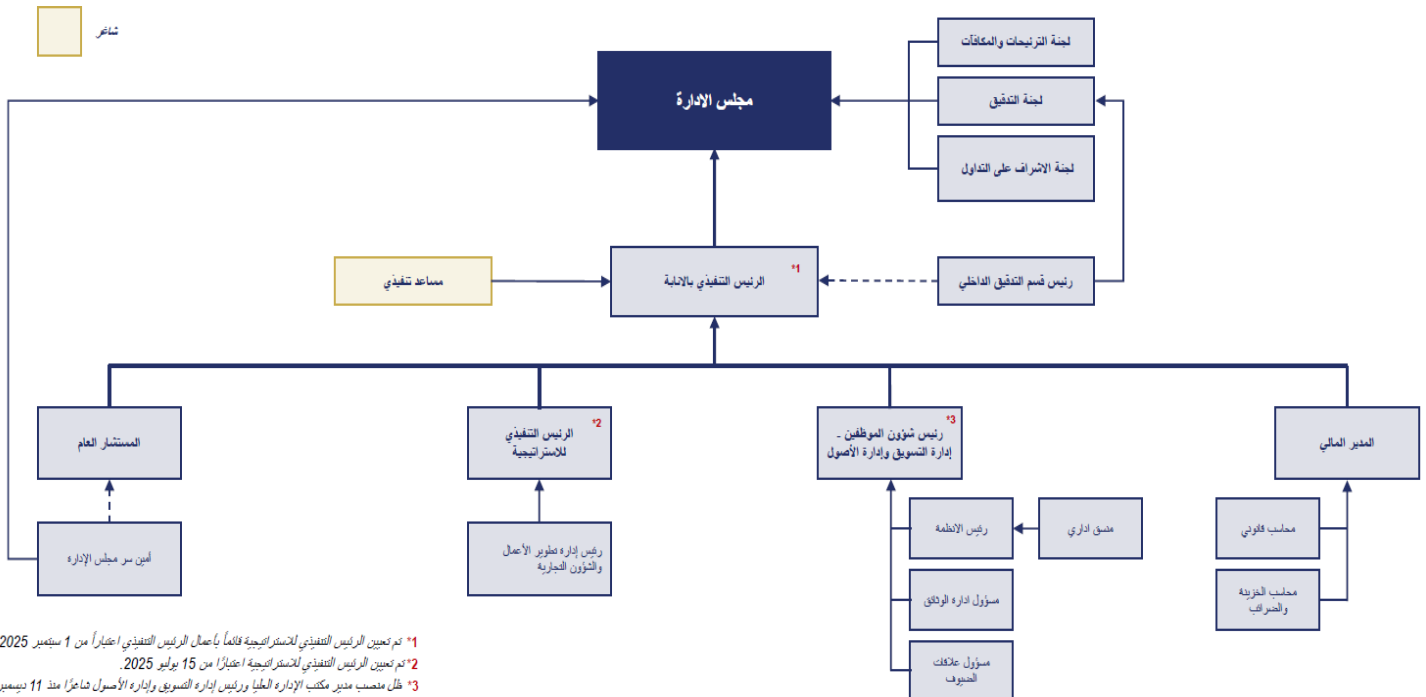 شاغر
لجنة الترشيحات والمكافآت
مجلس الادارة
لجنة التدقيق
لجنة الاشراف على التداول
مساعد تنفيذي
الرئيس التنفيذي بالانابة
*1
رئيس قسم التدقيق الداخلي
المستشار العام
الرئيس التنفيذي
للاستراتيجية
*2
رئيس شؤون الموظفين -
إدارة التسويق وإدارة الأصول
*3
المدير المالي
أمين سر مجلس الإدارة
رئيس إدارة تطوير الأعمال
والشؤون التجارية
رئيس الانظمة
منسق اداري
محاسب قانوني
مسؤول ادارة الوثائق
محاسب الخزينة
والضرائب
مسؤول علاقات
الضيوف
*1 تم تعيين الرئيس التنفيذي للاستراتيجية قائماً بأعمال الرئيس التنفيذي اعتباراً من 1 سبتمبر 2025
*2 تم تعيين الرئيس التنفيذي للاستراتيجية اعتبارًا من 15 يوليو 2025.
*3 ظل منصب مدير مكتب الإدارة العليا ورئيس إدارة التسويق وإدارة الأصول شاغرًا منذ 11 ديسمبر